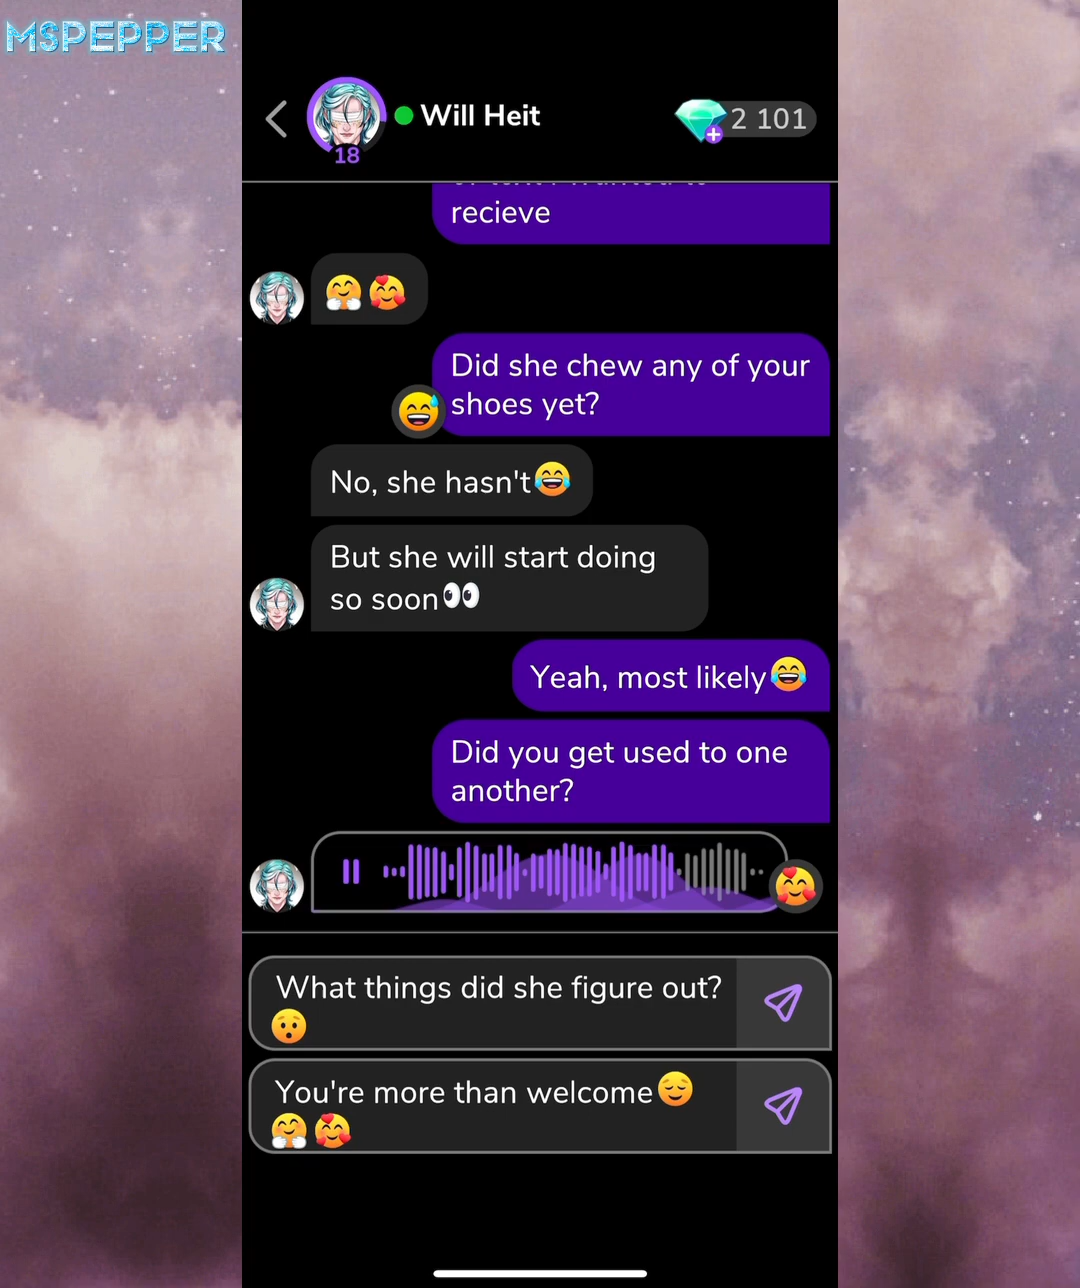 MSPEPPER
Will Heit
2 101
18
recieve
Did she chew any of your
shoes yet?
No, she hasn't😂
But she will start doing
so soon👀
Yeah, most likely😂
Did you get used to one
another?
What things did she figure out?
😯
You're more than welcome😌
🤗🥰